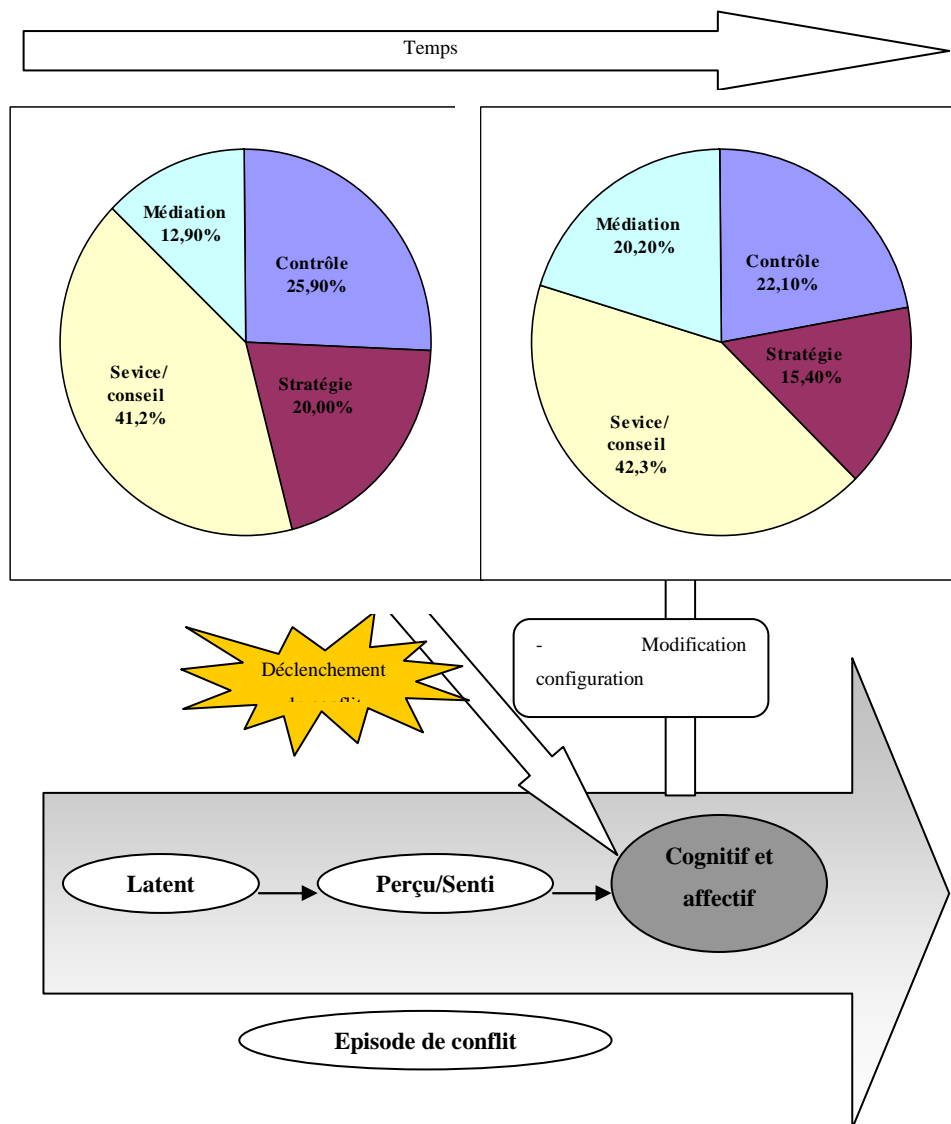 Temps
Médiation
12,90%
Contrôle
25,90%
Sevice/
conseil
41,2%
Stratégie
20,00%
Médiation
20,20%
Contrôle
22,10%
Stratégie
15,40%
Sevice/
conseil
42,3%
Déclenchement
- Modification
configuration
Latent
Perçu/Senti
Cognitif et
affectif
Episode de conflit